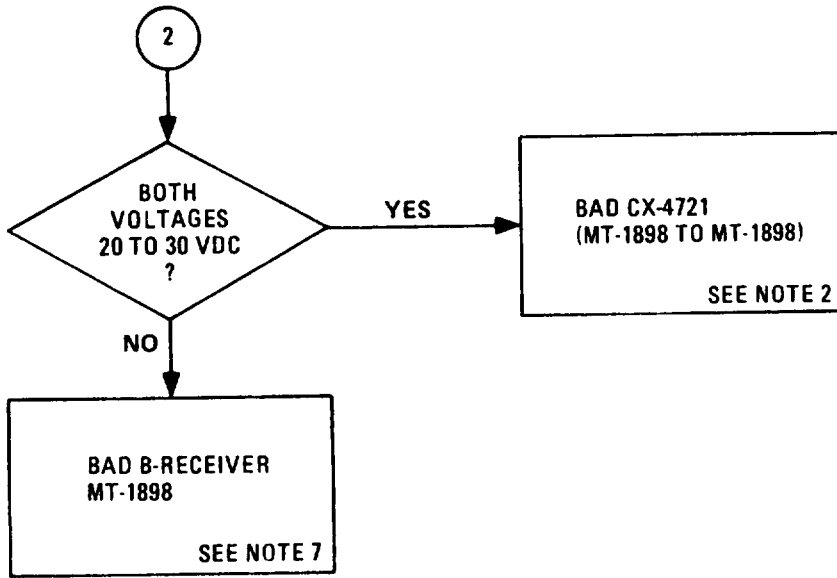 2
BOTH
VOLTAGES
20 TO 30 VDC
?
YES
BAD CX-4721
(MT-1898 TO MT-1898)
SEE NOTE 2
NO
BAD B-RECEIVER
MT-1898
SEE NOTE 7